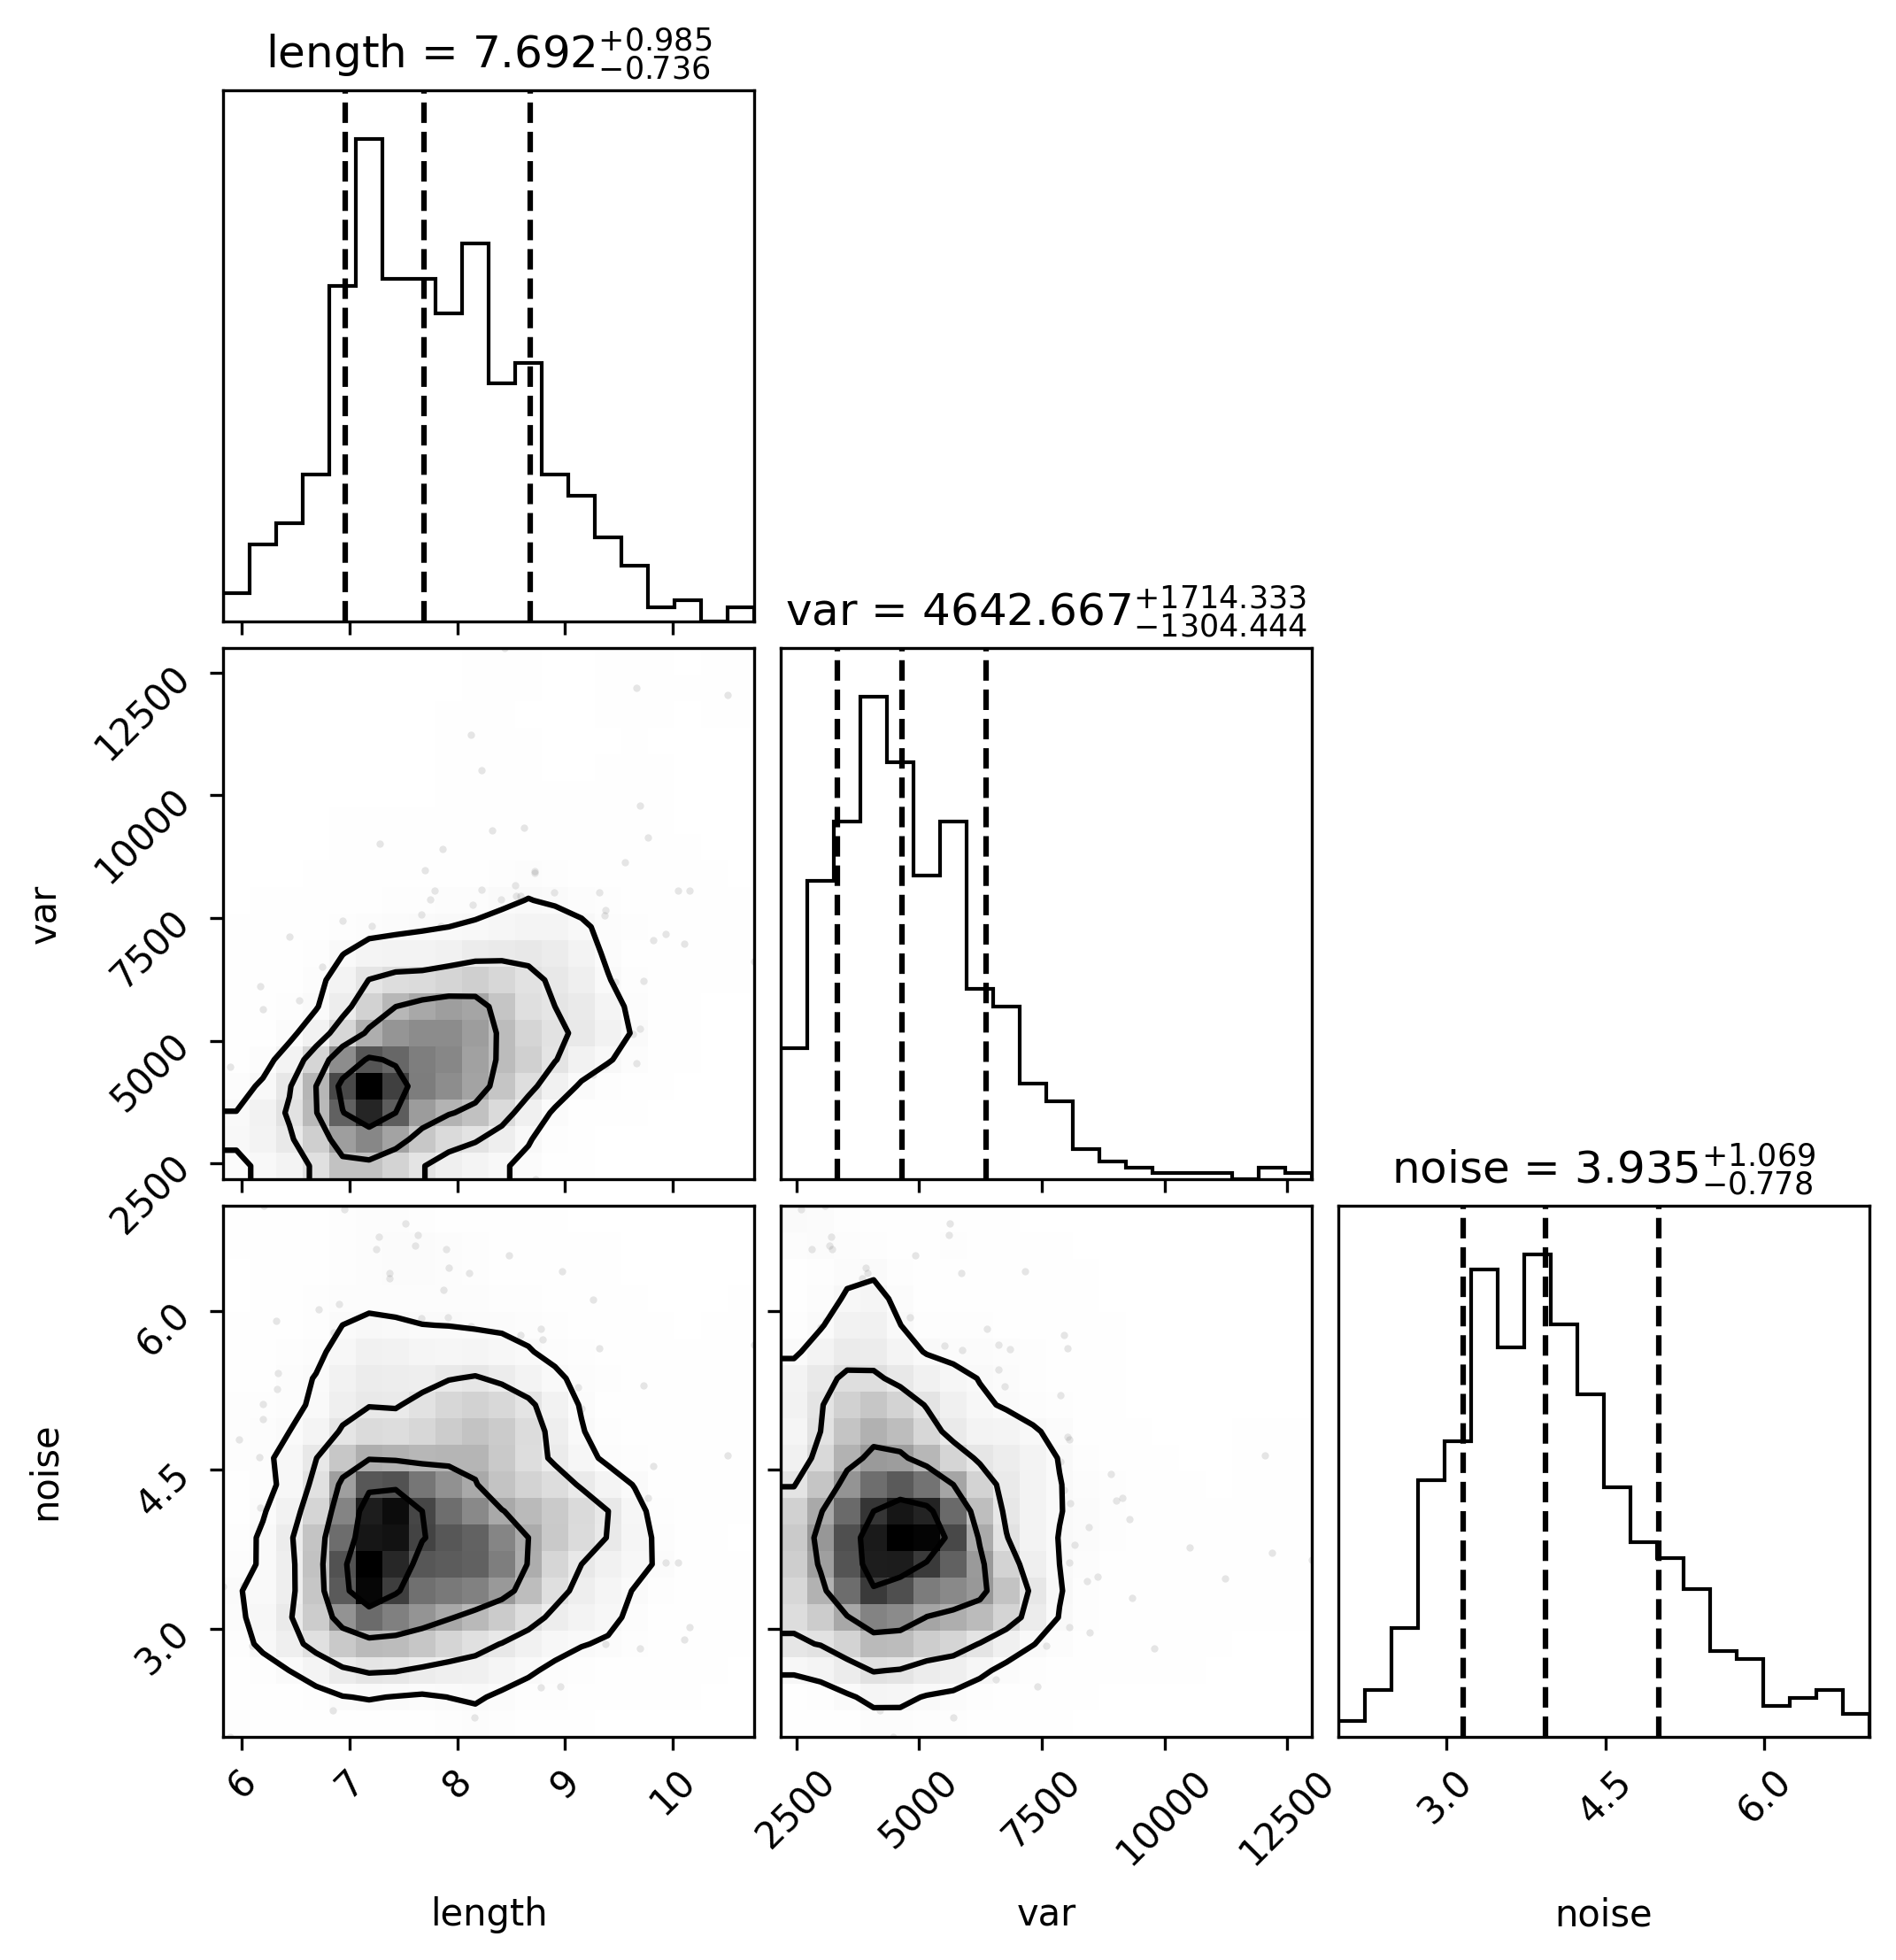 length = 7.692 +0.985 −0.736
var = 4642.667 +1714.333 −1304.444
12500
10000
7500
5000
2500
var
noise = 3.935 +1.069 −0.778
6.0
4.5
3.0
noise
6 7 8 9 10
2500 5000 7500 10000 12500
3.0 4.5 6.0
length var noise